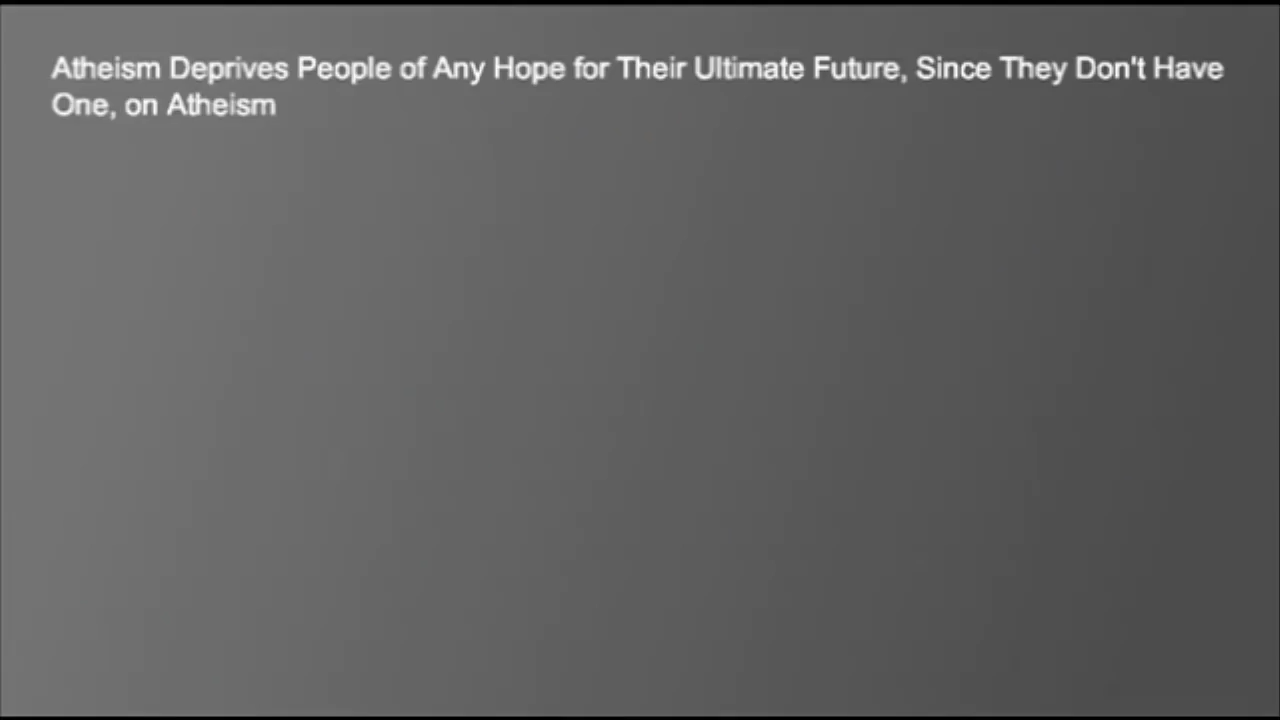 Atheism Deprives People of Any Hope for Their Ultimate Future, Since They Don't Have
One, on Atheism